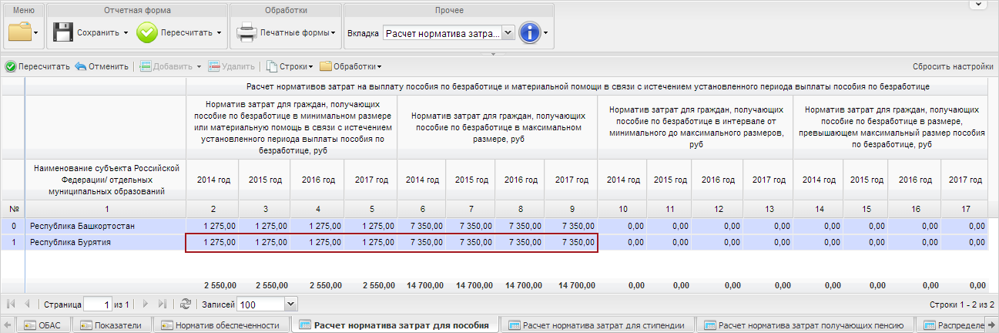 Меню
Отчетная форма
Обработки
Прочее
Сохранить
Пересчитать
Печатные формы
Вкладка
Расчет норматива затра...
Пересчитать Отменить Добавить Удалить Строки Обработки Сбросить настройки
Расчет нормативов затрат на выплату пособия по безработице и материальной помощи в связи с истечением установленного периода выплаты пособия по безработице
Норматив затрат для граждан, получающих
пособие по безработице в минимальном размере
или материальную помощь в связи с истечением
установленного периода выплаты пособия по
безработице, руб
Норматив затрат для граждан, получающих
пособие по безработице в максимальном
размере, руб
Норматив затрат для граждан, получающих
пособие по безработице в интервале от
минимального до максимального размеров,
руб
Норматив затрат для граждан, получающих
пособие по безработице в размере,
превышающем максимальный размер пособия
по безработице, руб
Наименование субъекта Российской
Федерации/ отдельных
муниципальных образований
2014 год 2015 год 2016 год 2017 год 2014 год 2015 год 2016 год 2017 год 2014 год 2015 год 2016 год 2017 год 2014 год 2015 год 2016 год 2017 год
№ 1 2 3 4 5 6 7 8 9 10 11 12 13 14 15 16 17
0 Республика Башкортостан 1 275,00 1 275,00 1 275,00 1 275,00 7 350,00 7 350,00 7 350,00 7 350,00 0,00 0,00 0,00 0,00 0,00 0,00 0,00 0,00
1 Республика Бурятия 1 275,00 1 275,00 1 275,00 1 275,00 7 350,00 7 350,00 7 350,00 7 350,00 0,00 0,00 0,00 0,00 0,00 0,00 0,00 0,00
2 550,00 2 550,00 2 550,00 2 550,00 14 700,00 14 700,00 14 700,00 14 700,00 0,00 0,00 0,00 0,00 0,00 0,00 0,00 0,00
Страница 1 из 1 Записей 100 Строки 1 - 2 из 2
ОБАС Показатели Норматив обеспеченности Расчет норматива затрат для пособия Расчет норматива затрат для стипендии Расчет норматива затрат получающих пенсию Распределе